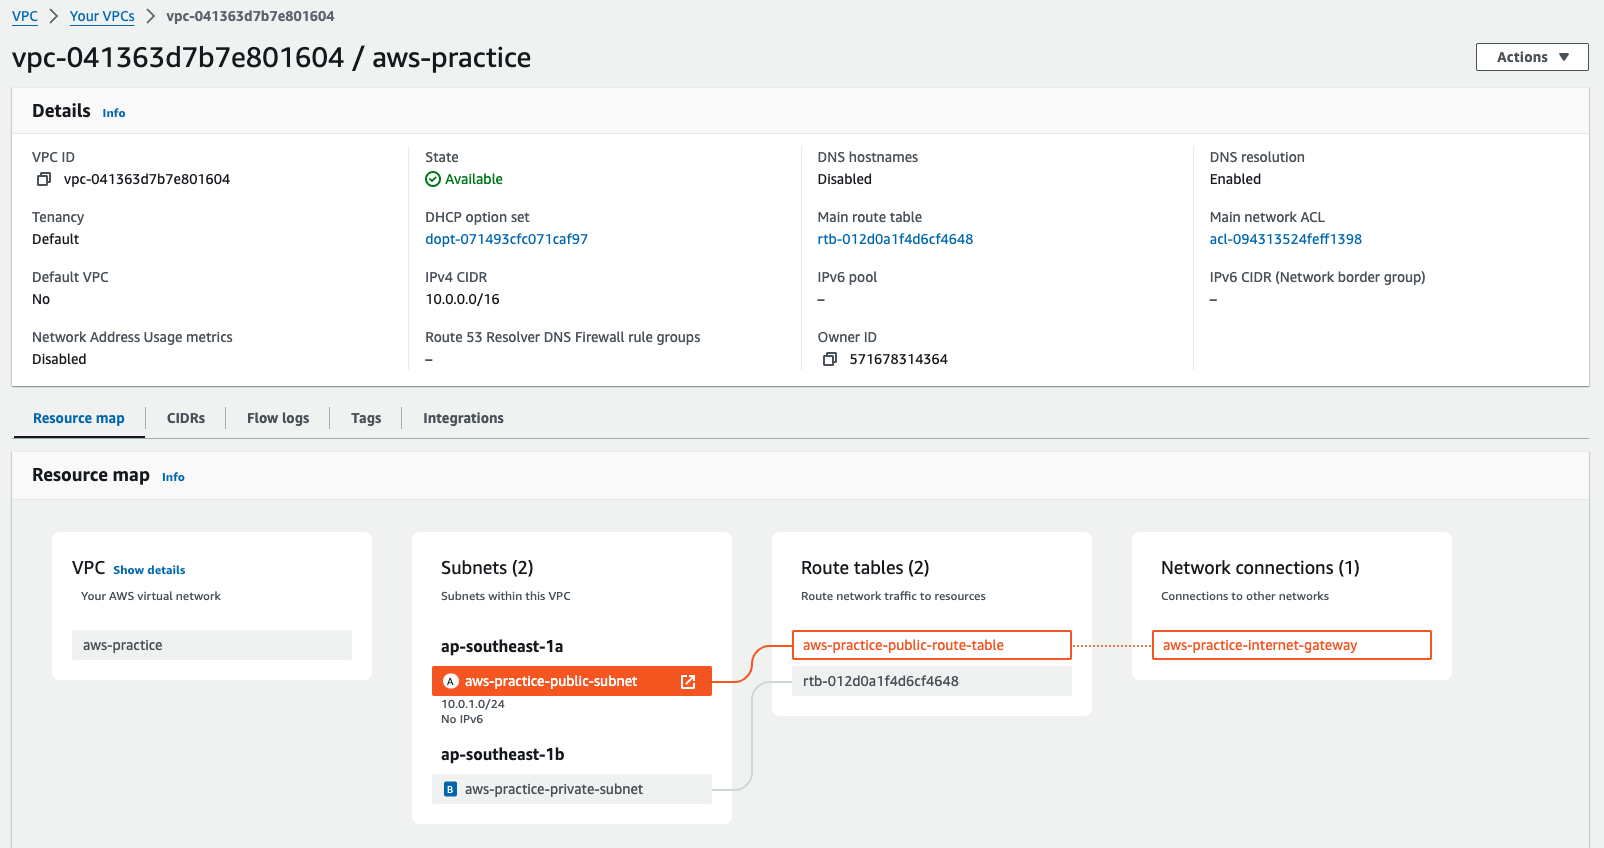 VPC > Your VPCs > vpc-041363d7b7e801604
vpc-041363d7b7e801604 / aws-practice
Actions
Details Info
VPC ID
vpc-041363d7b7e801604
State
Available
DNS hostnames
Disabled
DNS resolution
Enabled
Tenancy
Default
DHCP option set
dopt-071493cfc071caf97
Main route table
rtb-012d0a1f4d6cf4648
Main network ACL
acl-094313524feff1398
Default VPC
No
IPv4 CIDR
10.0.0.0/16
IPv6 pool
–
IPv6 CIDR (Network border group)
–
Network Address Usage metrics
Disabled
Route 53 Resolver DNS Firewall rule groups
–
Owner ID
571678314364
Resource map CIDRs Flow logs Tags Integrations
Resource map Info
VPC Show details
Your AWS virtual network
aws-practice
Subnets (2)
Subnets within this VPC
ap-southeast-1a
A aws-practice-public-subnet
10.0.1.0/24
No IPv6
ap-southeast-1b
B aws-practice-private-subnet
Route tables (2)
Route network traffic to resources
aws-practice-public-route-table
rtb-012d0a1f4d6cf4648
Network connections (1)
Connections to other networks
aws-practice-internet-gateway